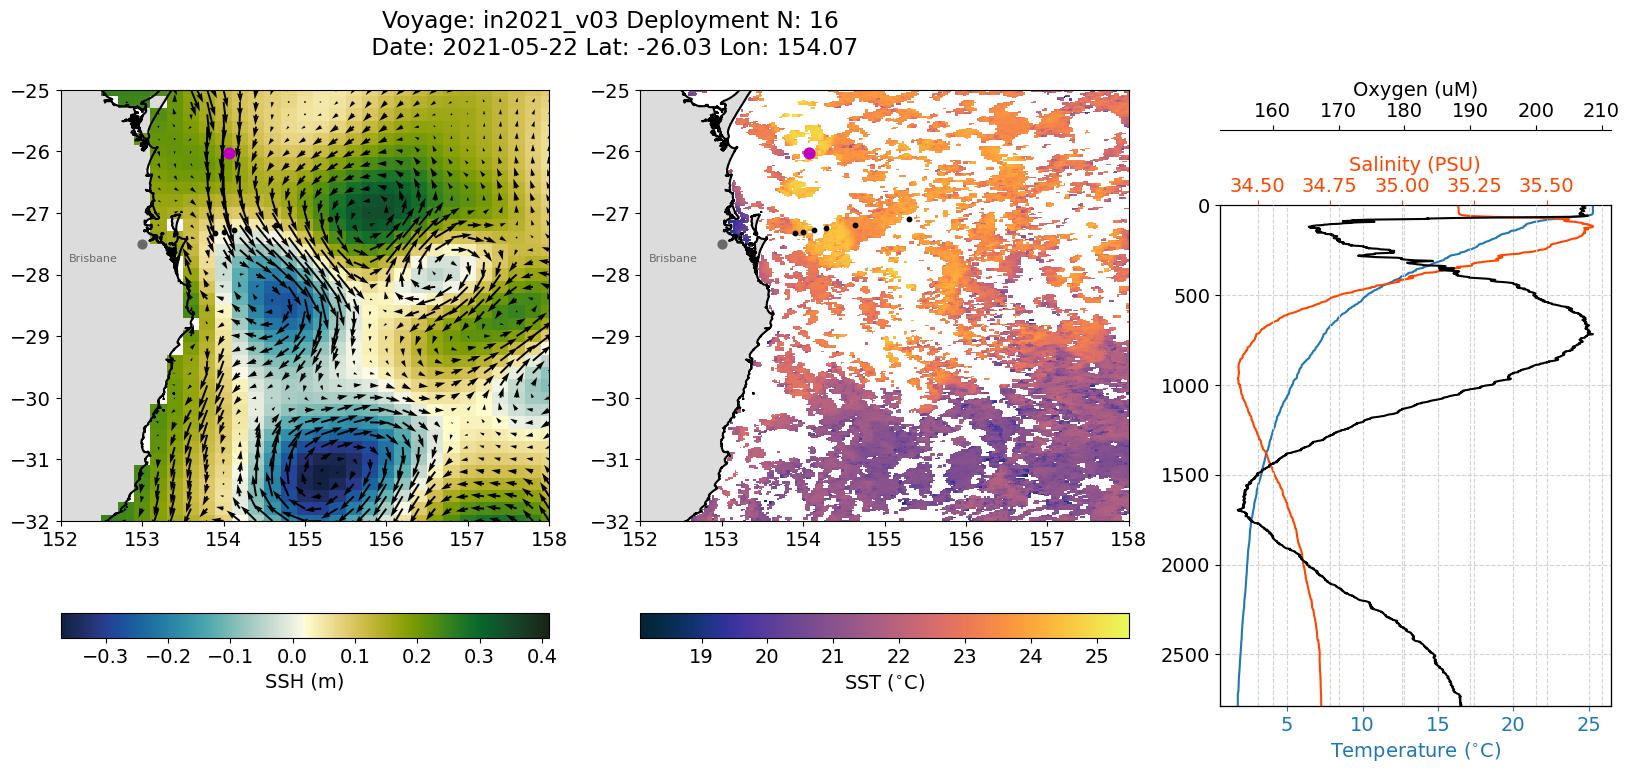 Voyage: in2021_v03 Deployment N: 16
Date: 2021-05-22 Lat: -26.03 Lon: 154.07
−25
−26
−27
−28
−29
−30
−31
−32
152 153 154 155 156 157 158
Brisbane
−0.3 −0.2 −0.1 0.0 0.1 0.2 0.3 0.4
SSH (m)
−25
−26
−27
−28
−29
−30
−31
−32
152 153 154 155 156 157 158
Brisbane
19 20 21 22 23 24 25
SST (°C)
Oxygen (uM)
160 170 180 190 200 210
Salinity (PSU)
34.50 34.75 35.00 35.25 35.50
0
500
1000
1500
2000
2500
5 10 15 20 25
Temperature (°C)